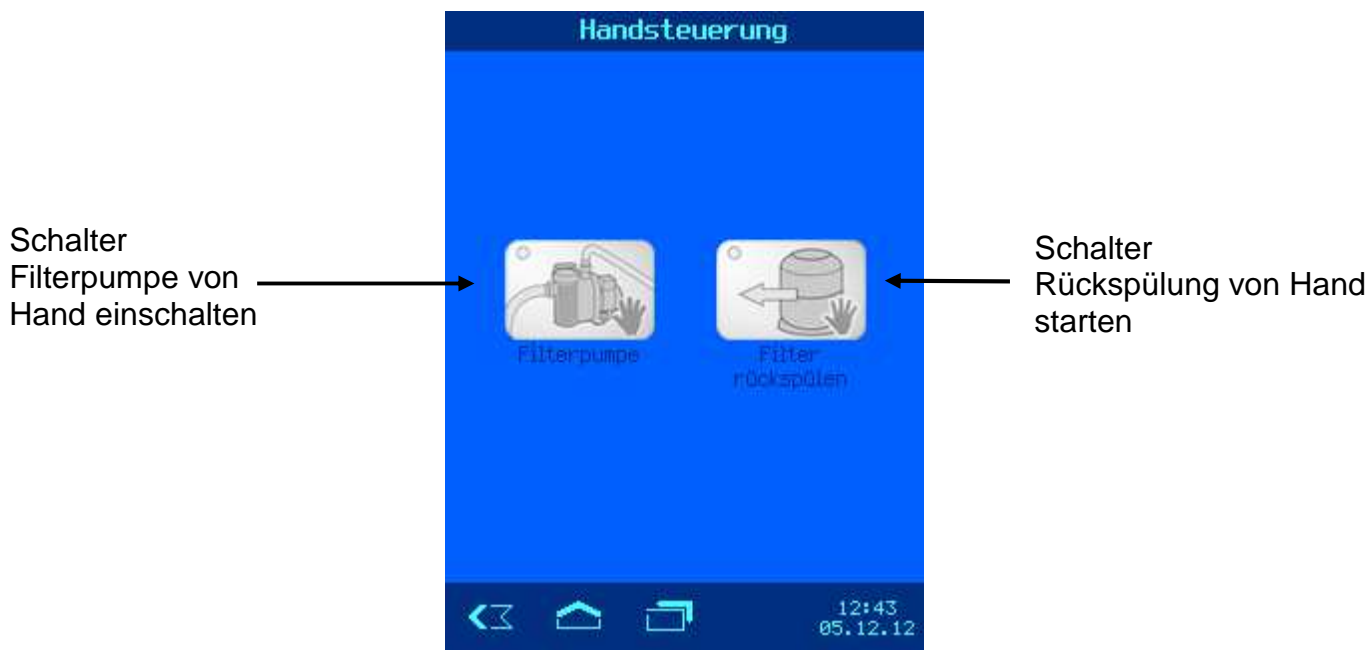 Handsteuerung
Schalter
Filterpumpe von
Hand einschalten
Schalter
Rückspülung von Hand
starten
Filterpumpe
Filter
rückspülen
12:43
05.12.12